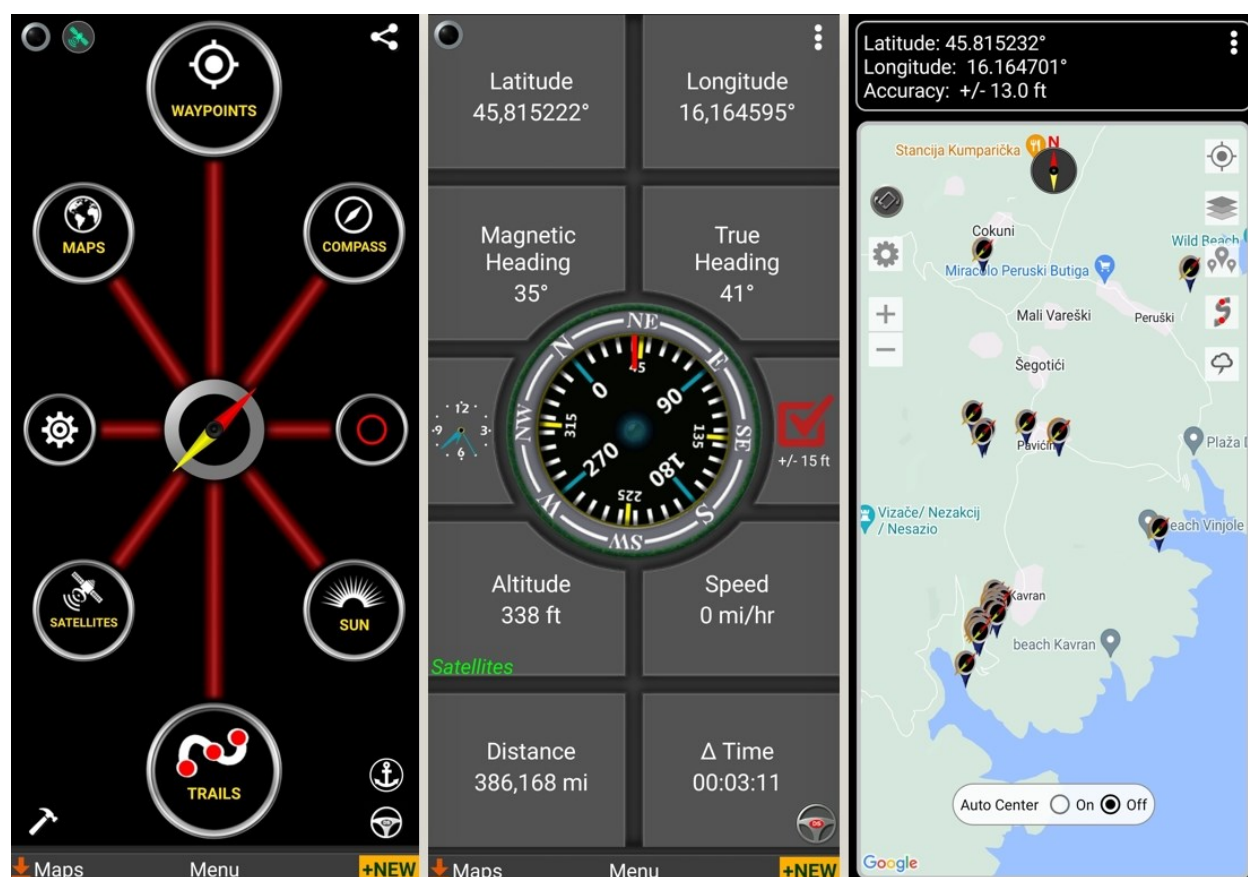 WAYPOINTS
MAPS
COMPASS
SATELLITES
SUN
TRAILS
Maps
Menu
+NEW
Latitude
45,815222°
Longitude
16,164595°
Magnetic
Heading
35°
True
Heading
41°
12
9
3
6
N
NE
E
SE
S
SW
W
NW
0
45
90
135
180
225
270
315
+/- 15 ft
Altitude
338 ft
Speed
0 mi/hr
Satellites
Distance
386,168 mi
Δ Time
00:03:11
Maps
Menu
+NEW
Latitude: 45.815232°
Longitude: 16.164701°
Accuracy: +/- 13.0 ft
Stancija Kumparička
N
Cokuni
Wild Beach
Miracolo Peruski Butiga
Mali Vareški
Peruški
Šegotići
Pavićini
Plaža
Vizače/ Nezakcij
/ Nesazio
each Vinjole
Kavran
beach Kavran
Auto Center On Off
Google